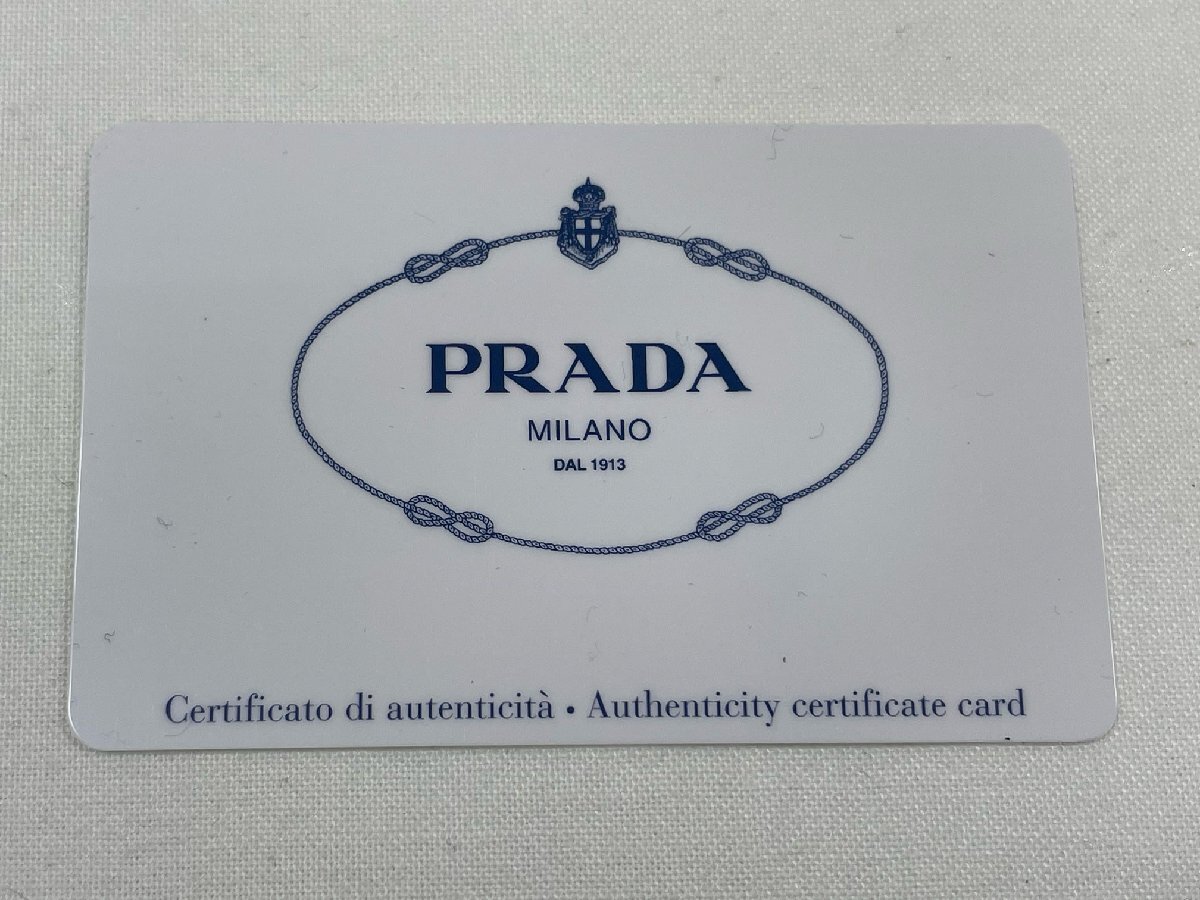 PRADA
MILANO
DAL 1913
Certificato di autenticità • Authenticity certificate card